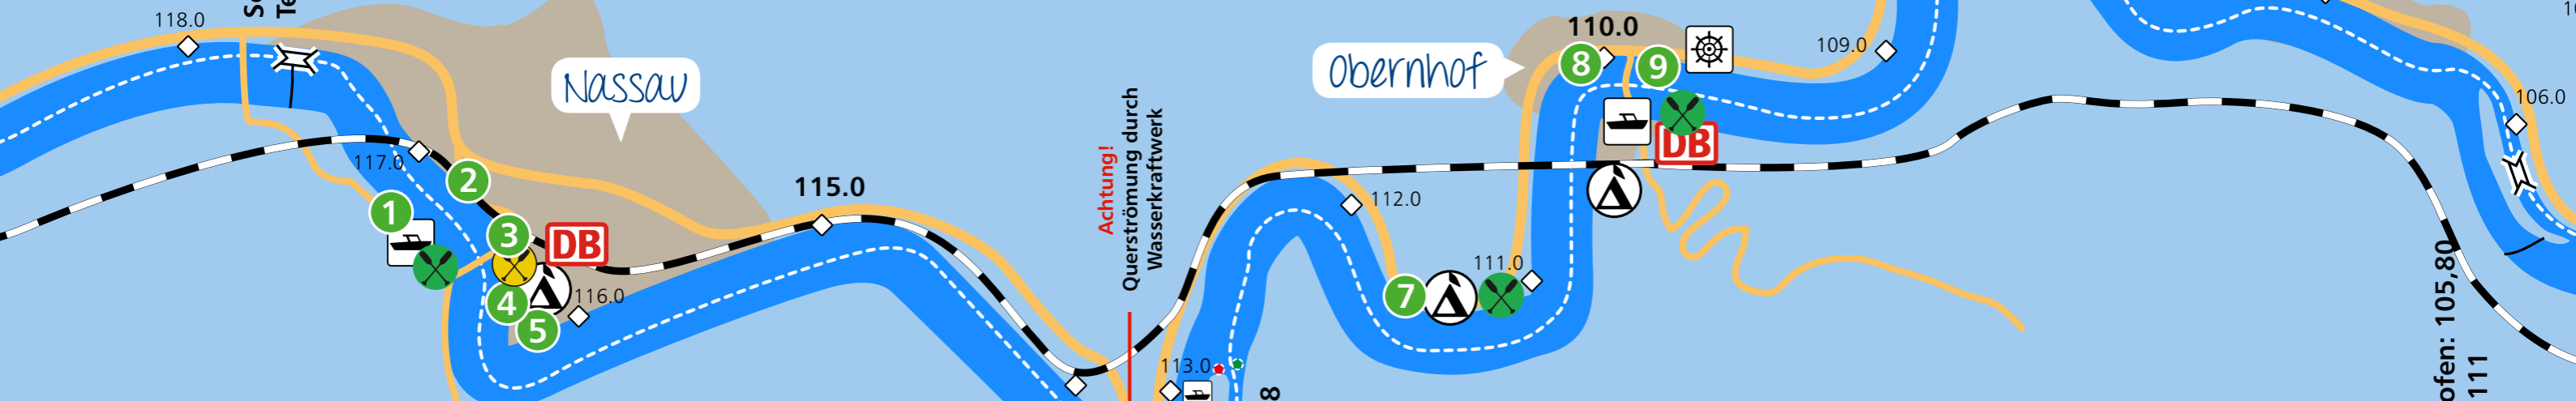 118.0
Nassau
117.0
1
2
3
DB
4
5
116.0
115.0
Achtung!
Querströmung durch
Wasserkraftwerk
113.0
8
Obernhof
110.0
8
9
109.0
DB
112.0
7
111.0
106.0
ofen: 105,80
111